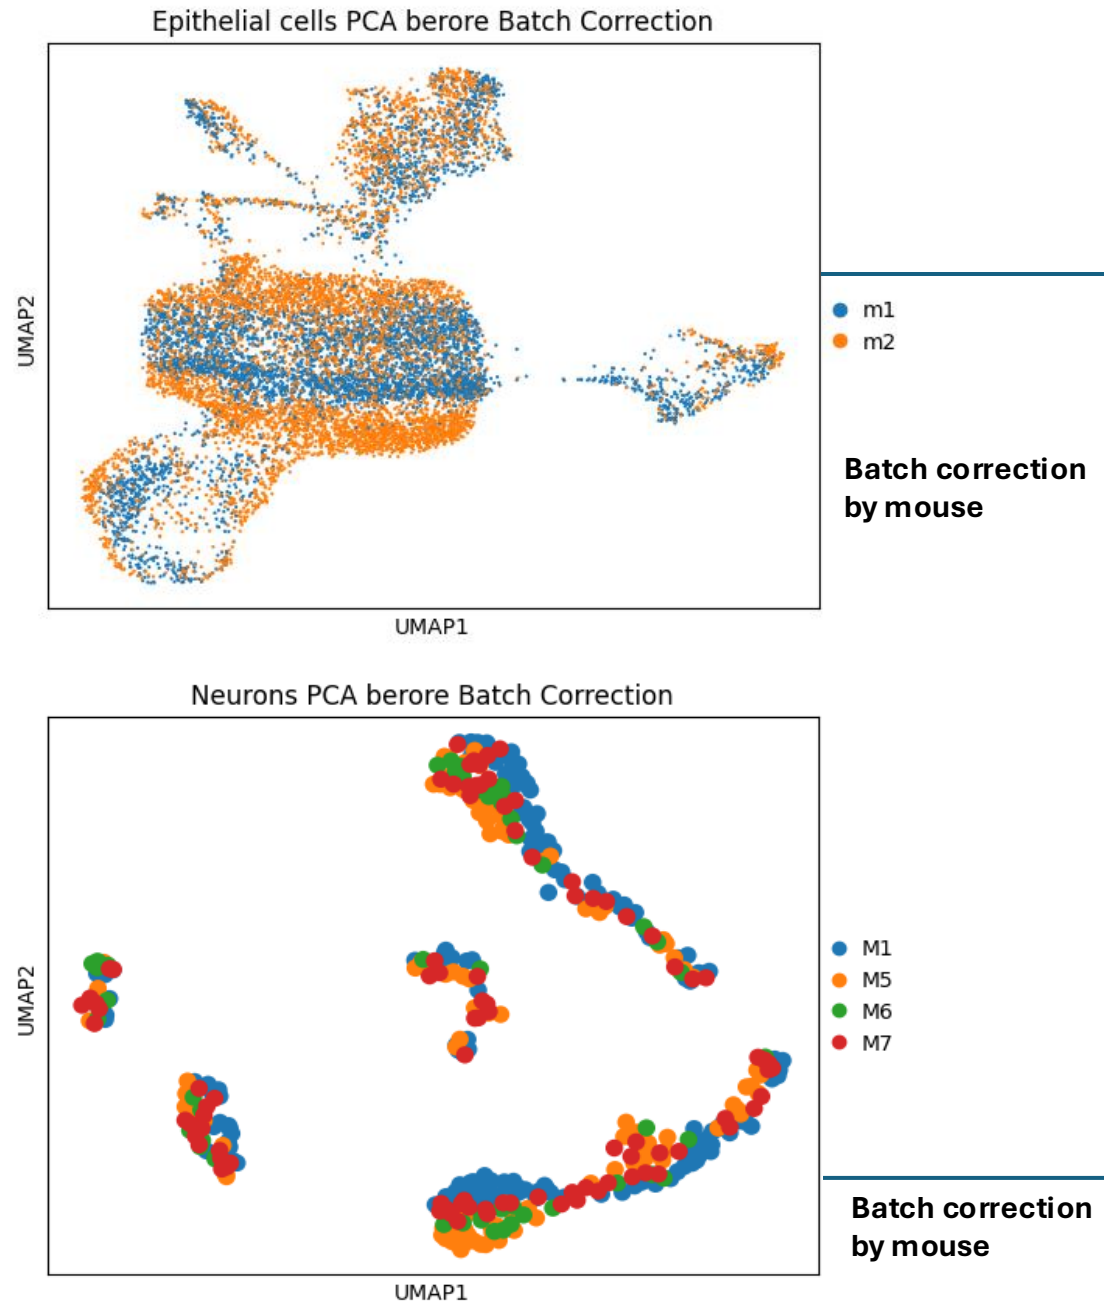 Epithelial cells PCA berore Batch Correction
UMAP2
m1
m2
Batch correction
by mouse
UMAP1
Neurons PCA berore Batch Correction
UMAP2
M1
M5
M6
M7
Batch correction
by mouse
UMAP1